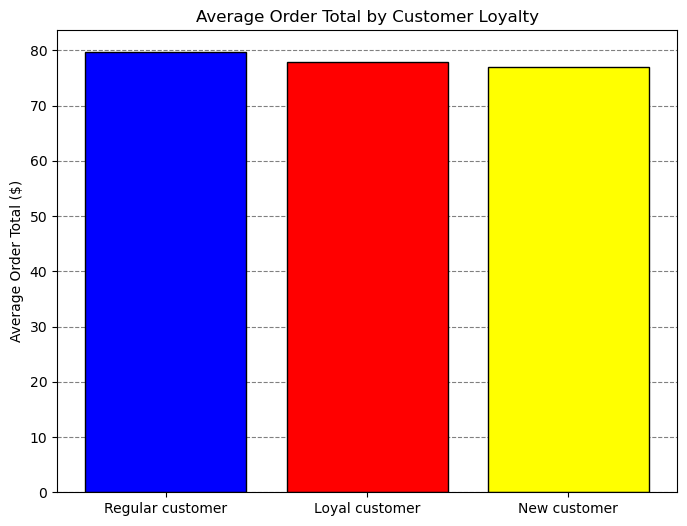 Average Order Total by Customer Loyalty
Average Order Total ($)
80
70
60
50
40
30
20
10
0
Regular customer
Loyal customer
New customer